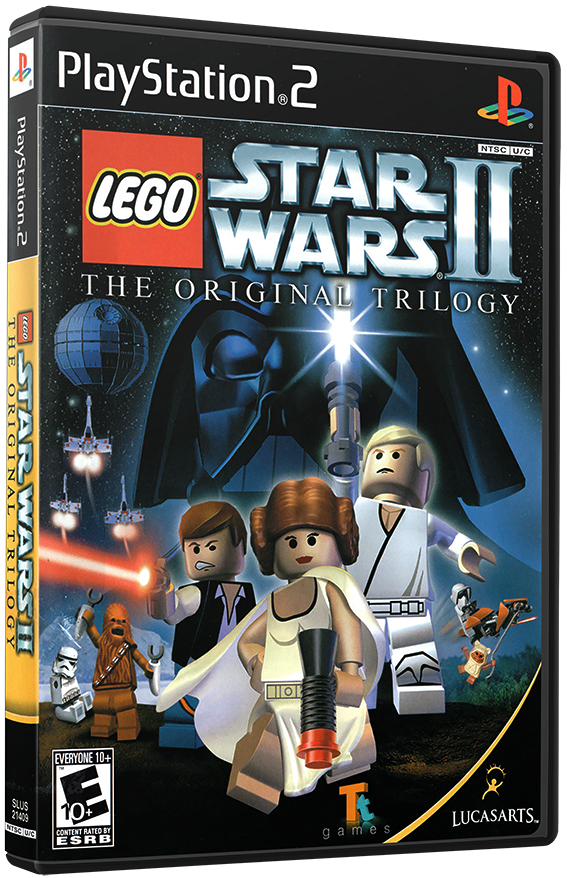 PlayStation®2
NTSC U/C
LEGO®
STAR WARS® II
THE ORIGINAL TRILOGY
EVERYONE 10+
E
10+
CONTENT RATED BY
ESRB
Tt
games
LUCASARTS™
PlayStation®2
LEGO
STAR WARS II
THE ORIGINAL TRILOGY
SLUS
21409
NTSC U/C